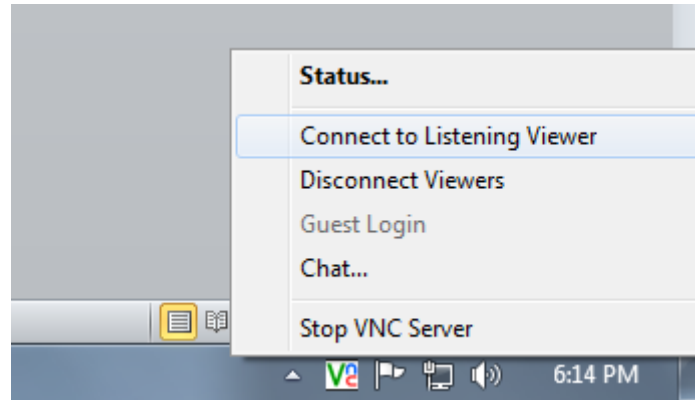 Status...
Connect to Listening Viewer
Disconnect Viewers
Guest Login
Chat...
Stop VNC Server
6:14 PM